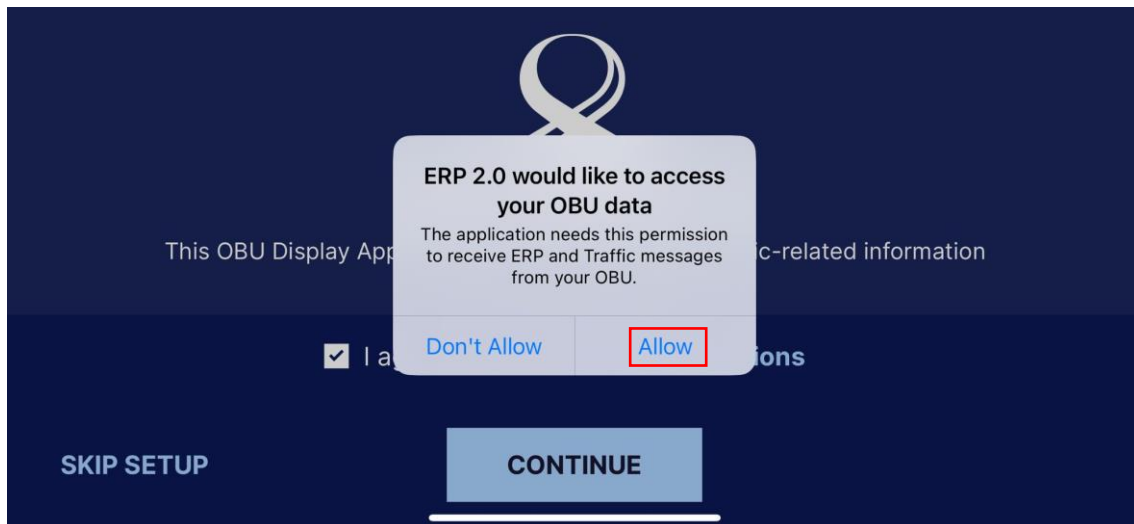 ERP 2.0 would like to access
your OBU data
The application needs this permission
to receive ERP and Traffic messages
from your OBU.
This OBU Display App c-related information
Don't Allow Allow
I a ions
SKIP SETUP CONTINUE